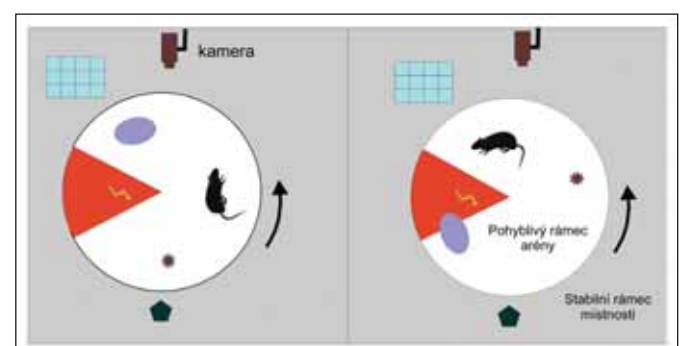 kamera
Pohyblivý rámec
arény
Stabilní rámec
místnosti